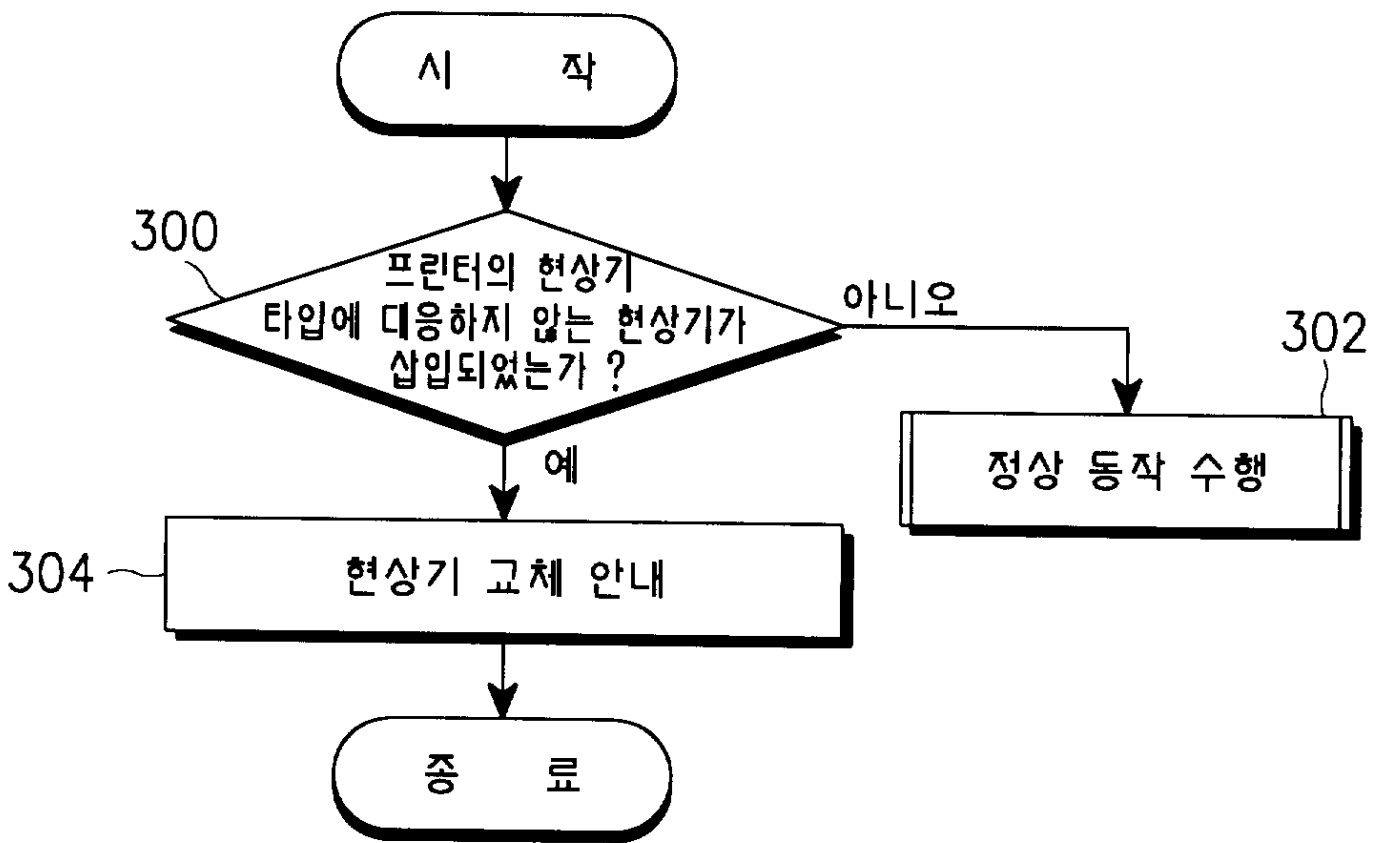 시 작
300
프린터의 현상기
타입에 대응하지 않는 현상기가
삽입되었는가 ?
아니오
302
정상 동작 수행
예
304
현상기 교체 안내
종 료